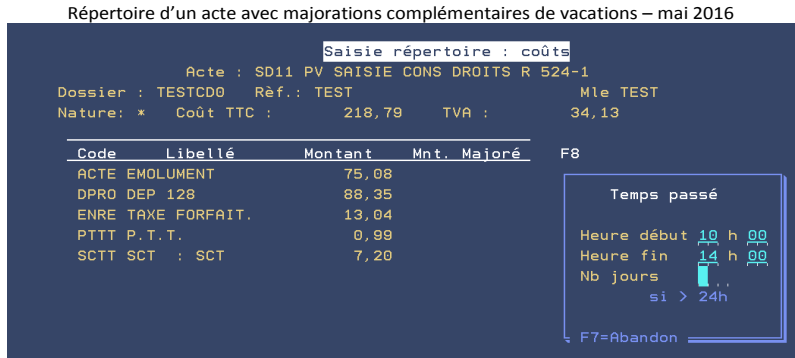 Répertoire d'un acte avec majorations complémentaires de vacations – mai 2016
Saisie répertoire : coûts
Acte : SD11 PV SAISIE CONS DROITS R 524-1
Dossier : TESTCD0 Rèf.: TEST Mle TEST
Nature: * Coût TTC : 218,79 TVA : 34,13
Code Libellé Montant Mnt. Majoré F8
ACTE EMOLUMENT 75,08
DPRO DEP 128 88,35
ENRE TAXE FORFAIT. 13,04
PTTT P.T.T. 0,99
SCTT SCT : SCT 7,20
Temps passé
Heure début 10 h 00
Heure fin 14 h 00
Nb jours
si > 24h
F7=Abandon